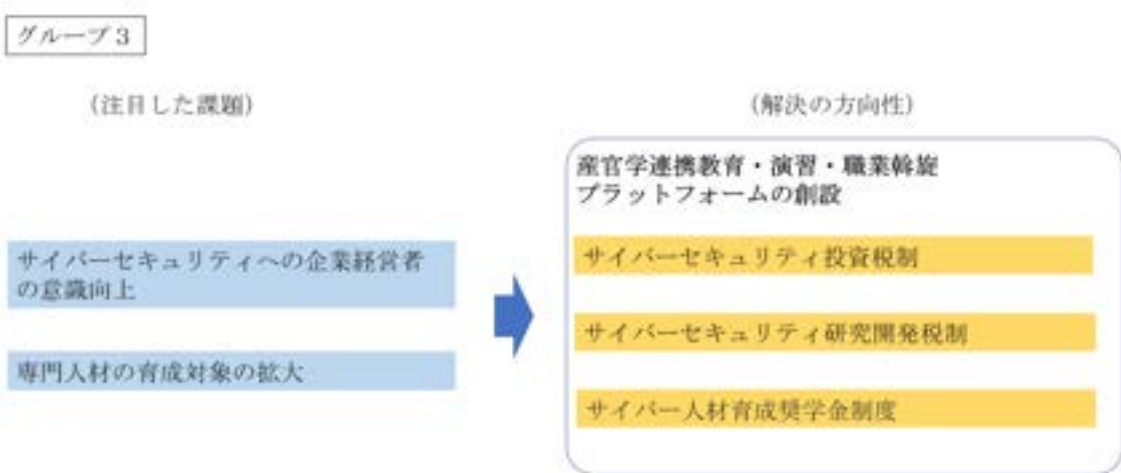 グループ3
(注目した課題)
(解決の方向性)
サイバーセキュリティへの企業経営者
の意識向上
専門人材の育成対象の拡大
産官学連携教育・演習・職業斡旋
プラットフォームの創設
サイバーセキュリティ投資税制
サイバーセキュリティ研究開発税制
サイバー人材育成奨学金制度